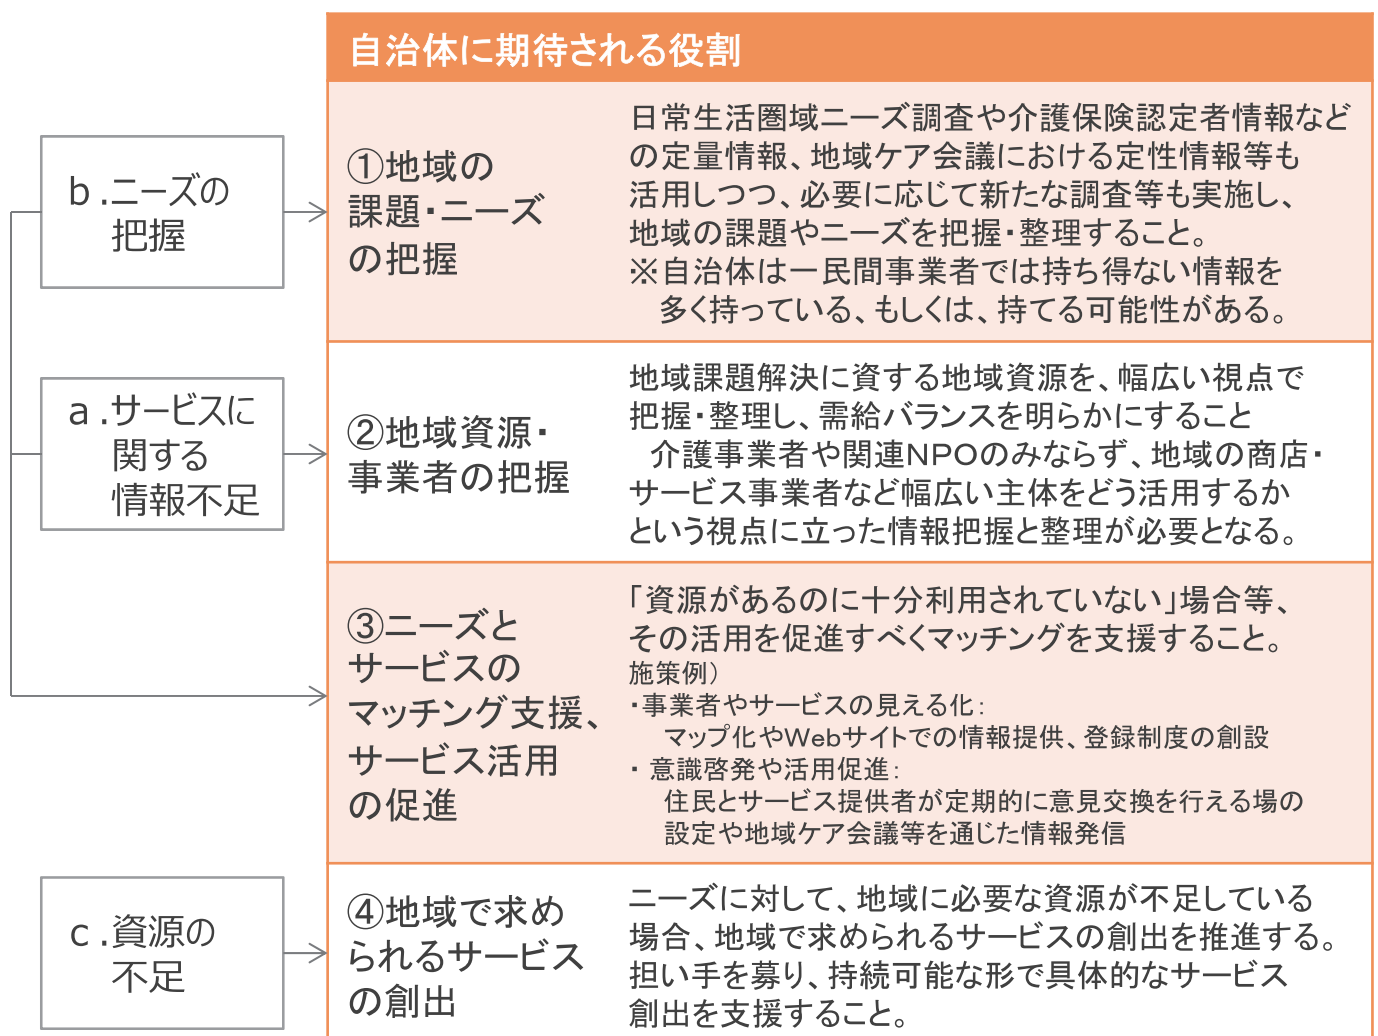 自治体に期待される役割
b.ニーズの
把握
①地域の
課題・ニーズ
の把握
日常生活圏域ニーズ調査や介護保険認定者情報など
の定量情報、地域ケア会議における定性情報等も
活用しつつ、必要に応じて新たな調査等も実施し、
地域の課題やニーズを把握・整理すること。
※自治体は一民間事業者では持ち得ない情報を
多く持っている、もしくは、持てる可能性がある。
a.サービスに
関する
情報不足
②地域資源・
事業者の把握
地域課題解決に資する地域資源を、幅広い視点で
把握・整理し、需給バランスを明らかにすること
介護事業者や関連NPOのみならず、地域の商店・
サービス事業者など幅広い主体をどう活用するか
という視点に立った情報把握と整理が必要となる。
③ニーズと
サービスの
マッチング支援、
サービス活用
の促進
「資源があるのに十分利用されていない」場合等、
その活用を促進すべくマッチングを支援すること。
施策例）
・事業者やサービスの見える化：
マップ化やWebサイトでの情報提供、登録制度の創設
・ 意識啓発や活用促進：
住民とサービス提供者が定期的に意見交換を行える場の
設定や地域ケア会議等を通じた情報発信
c.資源の
不足
④地域で求め
られるサービス
の創出
ニーズに対して、地域に必要な資源が不足している
場合、地域で求められるサービスの創出を推進する。
担い手を募り、持続可能な形で具体的なサービス
創出を支援すること。